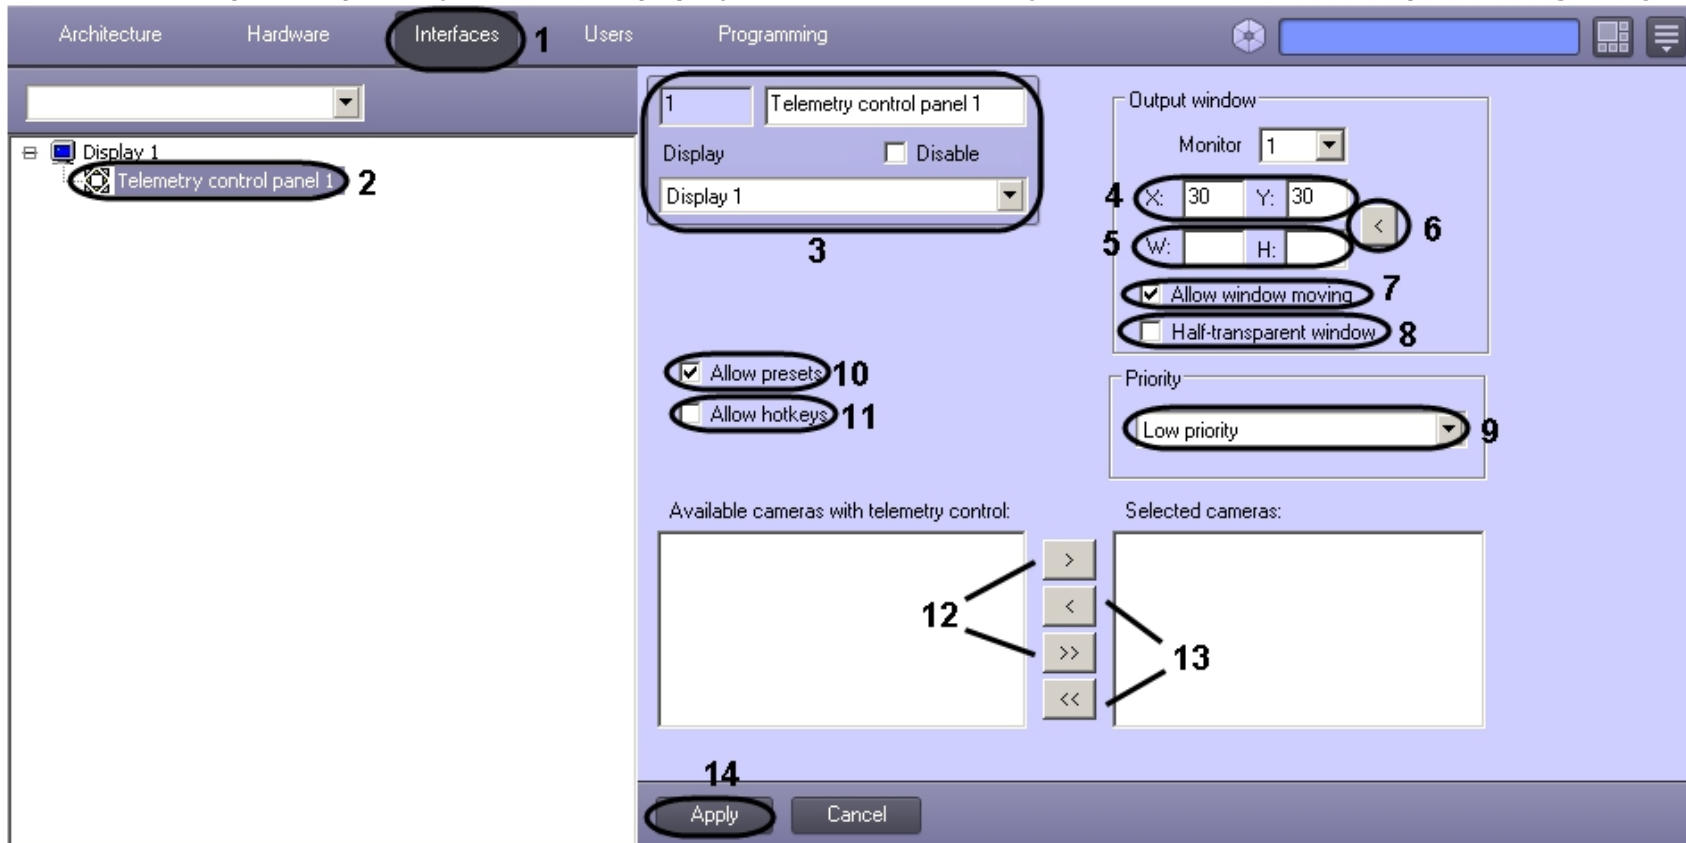 Architecture Hardware Interfaces 1 Users Programming
1 Telemetry control panel 1
Display Disable
Display 1
3
Display 1
Telemetry control panel 1 2
Output window
Monitor 1
4 X: 30 Y: 30
< 6
5 W: H:
Allow window moving 7
Half-transparent window 8
Allow presets 10
Allow hotkeys 11
Priority
Low priority 9
Available cameras with telemetry control:
Selected cameras:
>
<
>>
<<
12
13
14
Apply Cancel